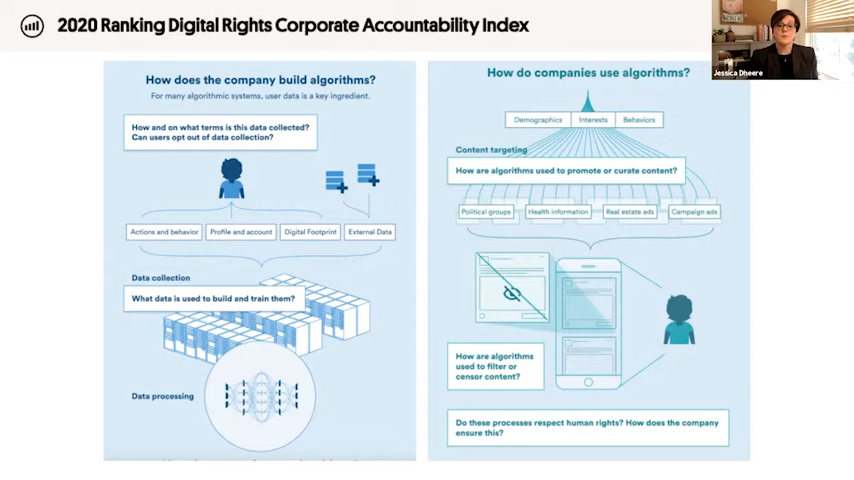 2020 Ranking Digital Rights Corporate Accountability Index
Jessica Dheere
How does the company build algorithms?
For many algorithmic systems, user data is a key ingredient.
How and on what terms is this data collected?
Can users opt out of data collection?
Actions and behavior
Profile and account
Digital Footprint
External Data
Data collection
What data is used to build and train them?
Data processing
How do companies use algorithms?
Demographics
Interests
Behaviors
Content targeting
How are algorithms used to promote or curate content?
Political groups
Health information
Real estate ads
Campaign ads
How are algorithms
used to filter or
censor content?
Do these processes respect human rights? How does the company
ensure this?